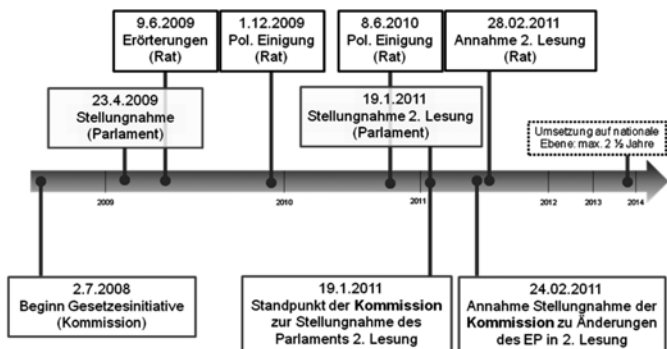 9.6.2009
Erörterungen
(Rat)
1.12.2009
Pol. Einigung
(Rat)
8.6.2010
Pol. Einigung
(Rat)
28.02.2011
Annahme 2. Lesung
(Rat)
23.4.2009
Stellungnahme
(Parlament)
19.1.2011
Stellungnahme 2. Lesung
(Parlament)
Umsetzung auf nationale
Ebene: max. 2 ½ Jahre
2009
2010
2011
2012
2013
2014
2.7.2008
Beginn Gesetzesinitiative
(Kommission)
19.1.2011
Standpunkt der Kommission
zur Stellungnahme des
Parlaments 2. Lesung
24.02.2011
Annahme Stellungnahme der
Kommission zu Änderungen
des EP in 2. Lesung